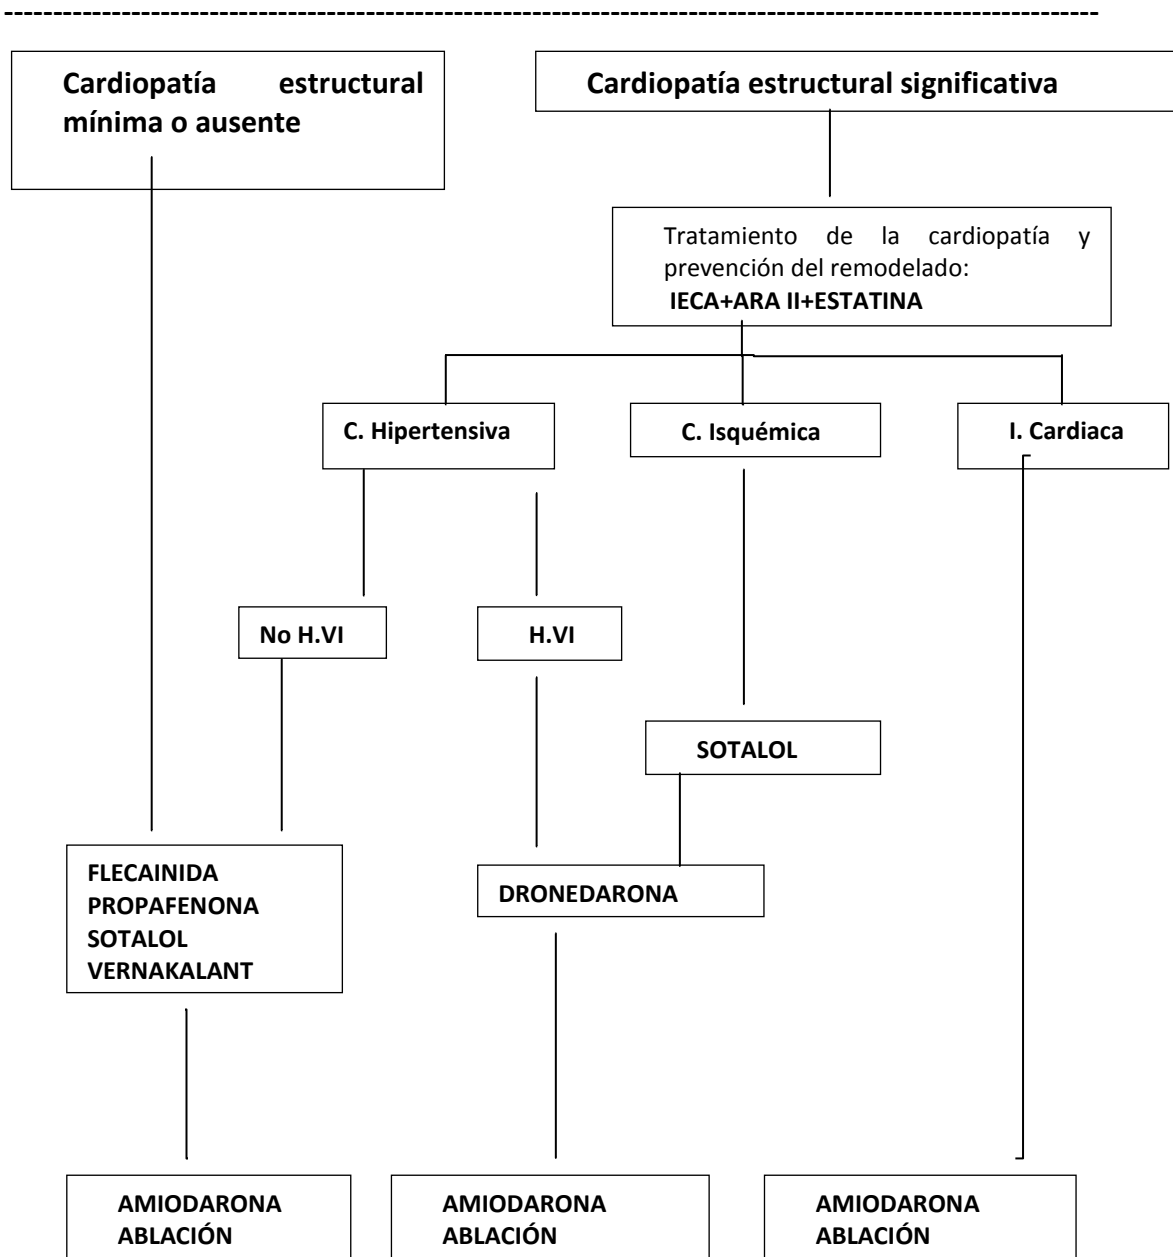 Cardiopatía estructural
mínima o ausente
Cardiopatía estructural significativa
Tratamiento de la cardiopatía y
prevención del remodelado:
IECA+ARA II+ESTATINA
C. Hipertensiva
C. Isquémica
I. Cardiaca
No H.VI
H.VI
SOTALOL
FLECAINIDA
PROPAFENONA
SOTALOL
VERNAKALANT
DRONEDARONA
AMIODARONA
ABLACIÓN
AMIODARONA
ABLACIÓN
AMIODARONA
ABLACIÓN